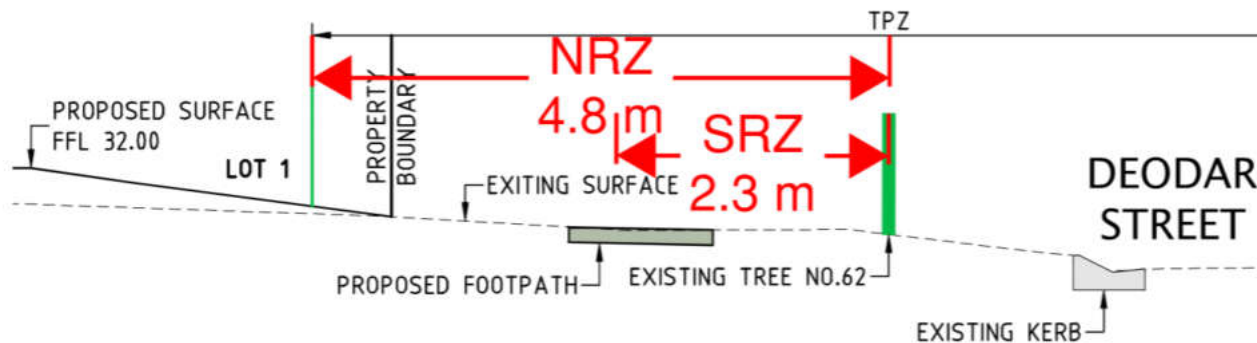 TPZ
NRZ
4.8 m
PROPERTY
BOUNDARY
PROPOSED SURFACE
FFL 32.00
LOT 1
SRZ
2.3 m
EXITING SURFACE
DEODAR
STREET
PROPOSED FOOTPATH
EXISTING TREE NO.62
EXISTING KERB